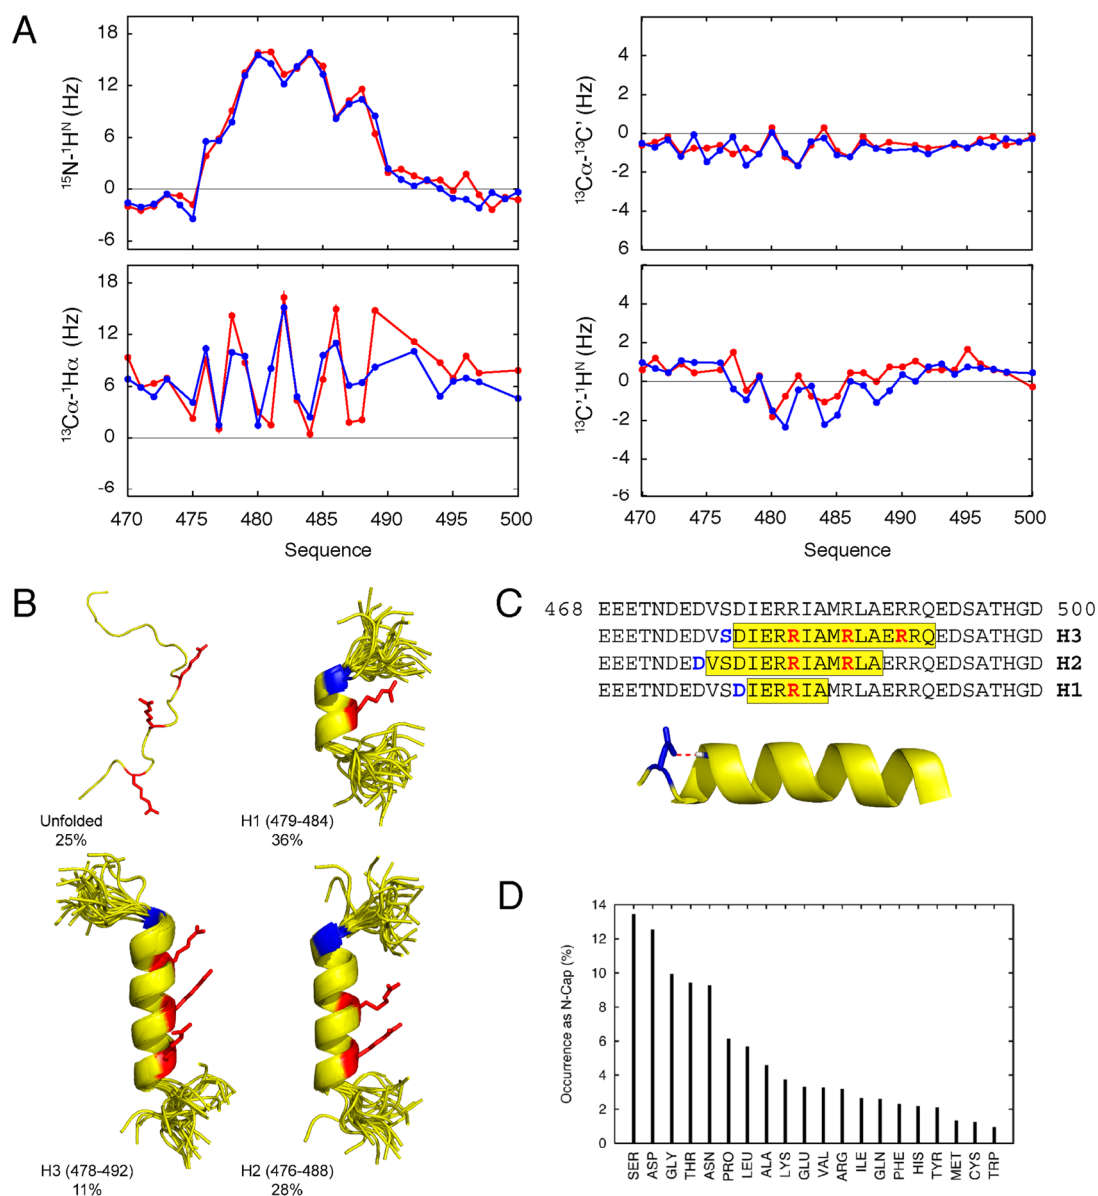 A
¹⁵N-¹Hᴺ (Hz)
18
12
6
0
-6
¹³Cα-¹³C' (Hz)
4
2
0
-2
-4
6
¹³Cα-¹Hα (Hz)
18
12
6
0
-6
470 475 480 485 490 495 500
Sequence
¹³C'-¹Hᴺ (Hz)
6
4
2
0
-2
-4
-6
470 475 480 485 490 495 500
Sequence
B
Unfolded
25%
H1 (479-484)
36%
H3 (478-492)
11%
H2 (476-488)
28%
C
468 EEETNDEDVSDIERRIAMRLAERRQEDSATHGD 500
EEETNDEDVSDIERRIAMRLAERRQEDSATHGD H3
EEETNDEDVSDIERRIAMRLAERRQEDSATHGD H2
EEETNDEDVSDIERRIAMRLAERRQEDSATHGD H1
D
Occurrence as N-Cap (%)
14
12
10
8
6
4
2
0
SER ASP GLY THR ASN PRO LEU ALA LYS GLU VAL ARG ILE GLN PHE HIS TYR MET CYS TRP